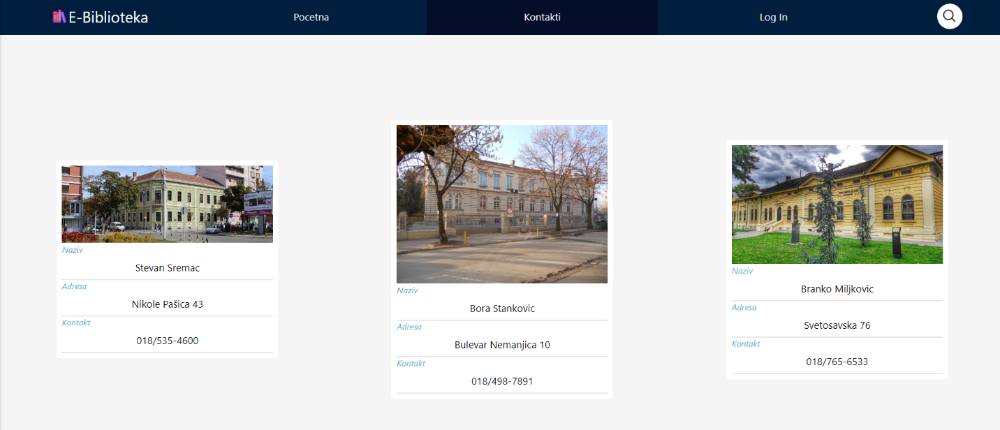 E-Biblioteka
Pocetna
Kontakti
Log In
Naziv
Stevan Sremac
Adresa
Nikole Pašica 43
Kontakt
018/535-4600
Naziv
Bora Stankovic
Adresa
Bulevar Nemanjica 10
Kontakt
018/498-7891
Naziv
Branko Miljkovic
Adresa
Svetosavska 76
Kontakt
018/765-6533